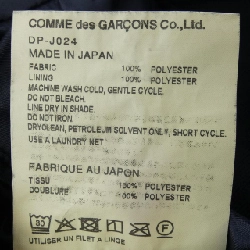 COMME des GARÇONS Co.,Ltd.
DP-J024
MADE IN JAPAN
FABRIC 100% POLYESTER
LINING 100% POLYESTER
MACHINE WASH COLD, GENTLE CYCLE.
DO NOT BLEACH.
LINE DRY IN SHADE.
DO NOT IRON.
DRYCLEAN, PETROLEUM SOLVENT ONLY, SHORT CYCLE.
USE A LAUNDRY NET
FABRIQUE AU JAPON
TISSU 100% POLYESTER
DOUBLURE 100% POLYESTER
UTILISER UN FILET A LINGE